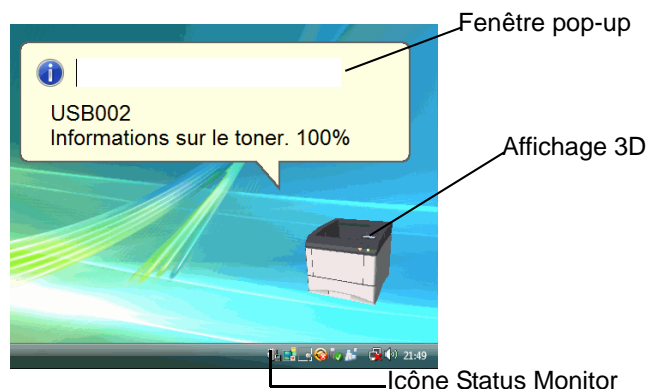 Fenêtre pop-up
USB002
Informations sur le toner. 100%
Affichage 3D
21:49
Icône Status Monitor